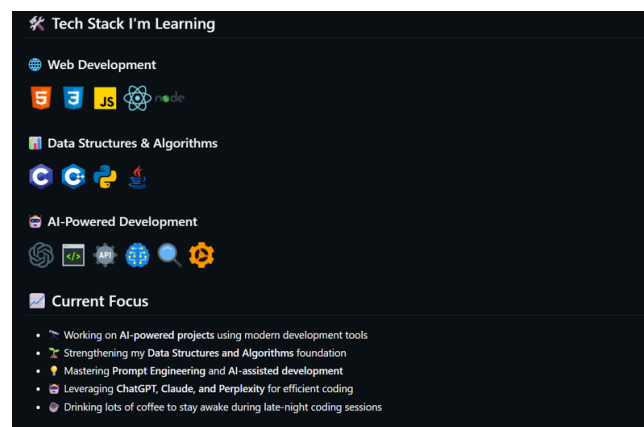 🛠️ Tech Stack I'm Learning
🌐 Web Development
5 3 JS node
📊 Data Structures & Algorithms
C C++
🤖 AI-Powered Development
</> API
📈 Current Focus
• 🔭 Working on AI-powered projects using modern development tools
• 🌱 Strengthening my Data Structures and Algorithms foundation
• 💡 Mastering Prompt Engineering and AI-assisted development
• 🤖 Leveraging ChatGPT, Claude, and Perplexity for efficient coding
• ☕ Drinking lots of coffee to stay awake during late-night coding sessions